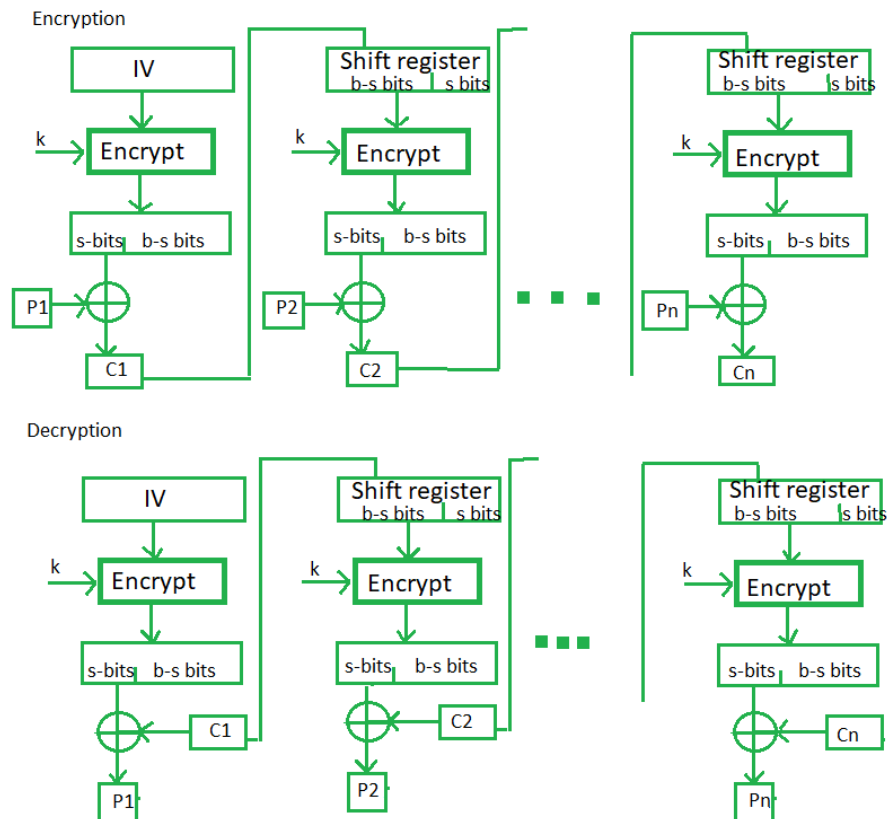 Encryption
IV
Shift register
b-s bits s bits
Shift register
b-s bits s bits
k
Encrypt
k
Encrypt
k
Encrypt
s-bits b-s bits
s-bits b-s bits
s-bits b-s bits
P1
P2
Pn
C1
C2
Cn
Decryption
IV
Shift register
b-s bits s bits
Shift register
b-s bits s bits
k
Encrypt
k
Encrypt
k
Encrypt
s-bits b-s bits
s-bits b-s bits
s-bits b-s bits
C1
C2
Cn
P1
P2
Pn